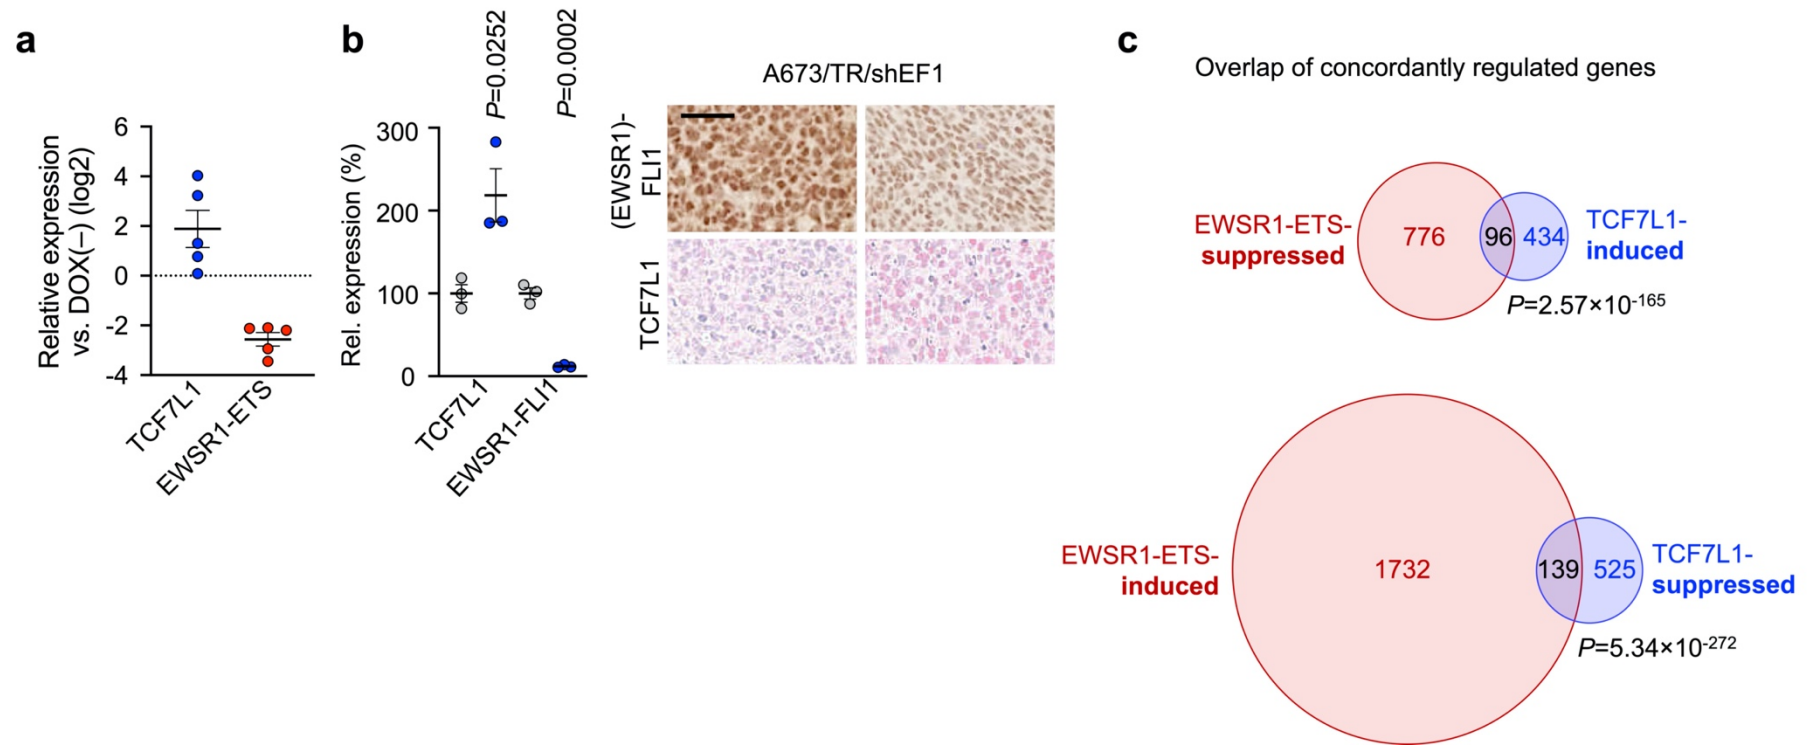 a
Relative expression
vs. DOX(–) (log2)
6
4
2
0
-2
-4
TCF7L1
EWSR1-ETS
b
Rel. expression (%)
300
200
100
0
P=0.0252
P=0.0002
TCF7L1
EWSR1-FLI1
A673/TR/shEF1
(EWSR1)-
FLI1
TCF7L1
c
Overlap of concordantly regulated genes
EWSR1-ETS-
suppressed
776
96
434
TCF7L1-
induced
P=2.57×10⁻¹⁶⁵
EWSR1-ETS-
induced
1732
139
525
TCF7L1-
suppressed
P=5.34×10⁻²⁷²